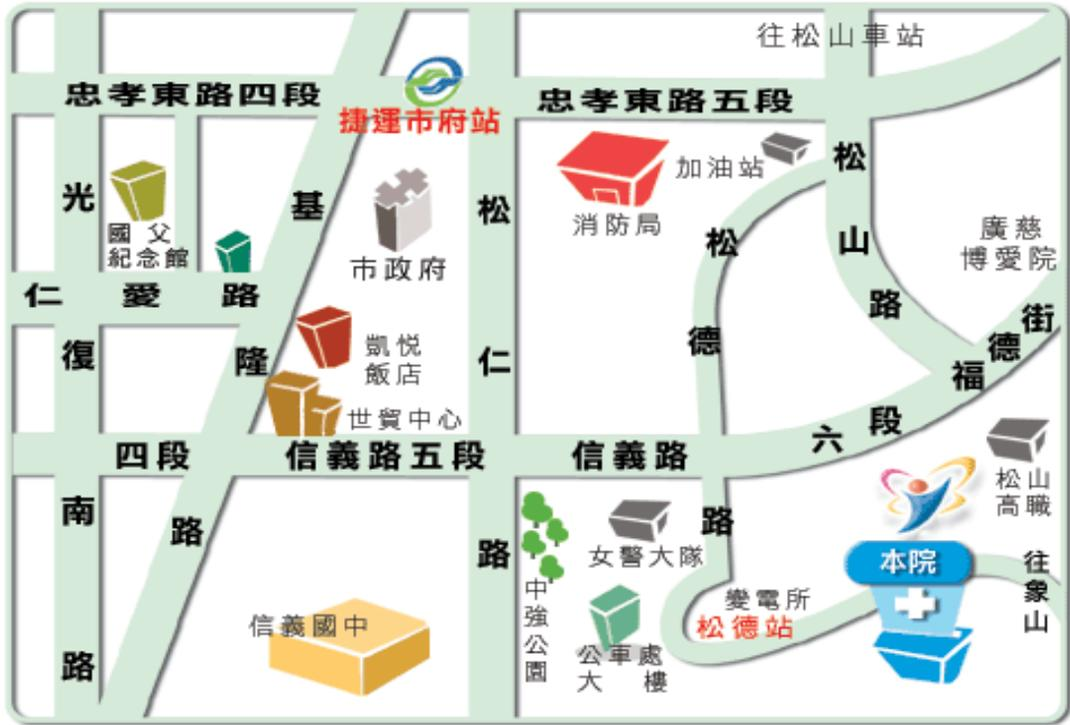 往松山車站
忠孝東路四段
捷運市府站
忠孝東路五段
加油站
消防局
國父
紀念館
市政府
廣慈
博愛院
仁愛路
凱悅
飯店
世貿中心
光復南路
基隆路
松仁路
松德路
松山路
福德街
四段
信義路五段
信義路
六段
松山
高職
女警大隊
本院
往象山
中強公園
變電所
松德站
信義國中
公車處
大樓